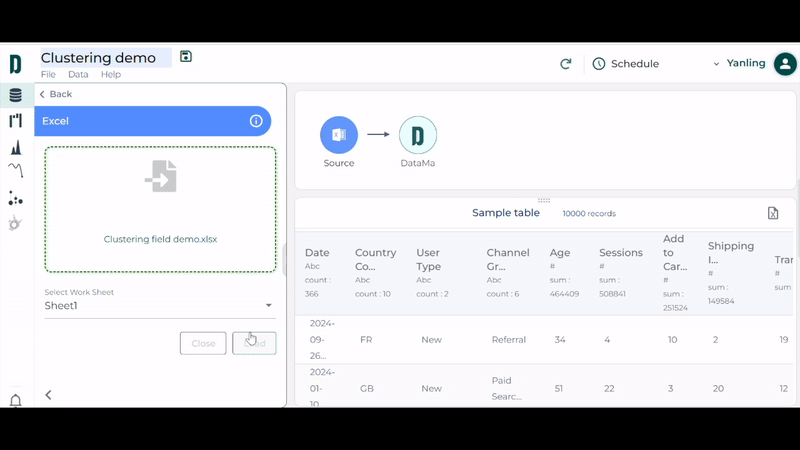 Clustering demo
File Data Help
Schedule
Yanling
Back
Excel
Clustering field demo.xlsx
Select Work Sheet
Sheet1
Close
Source
DataMa
Sample table 10000 records
Date
Abc
count :
366
Country
Co...
Abc
count : 10
User
Type
Abc
count : 2
Channel
Gr...
Abc
count : 6
Age
#
sum :
464409
Sessions
#
sum :
508841
Add
to
Car...
#
sum :
251524
Shipping
I...
#
sum :
149584
Tran
#
sum :
2024-
09-
26...
FR
New
Referral
34
4
10
2
19
2024-
01-
10
GB
New
Paid
Searc...
51
22
3
20
12